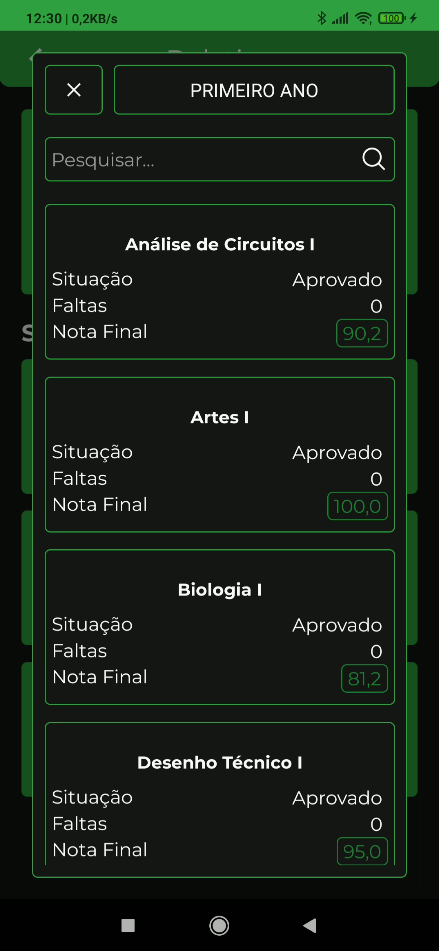 12:30 | 0,2KB/s 100
PRIMEIRO ANO
Pesquisar...
Análise de Circuitos I
Situação Aprovado
Faltas 0
Nota Final 90,2
Artes I
Situação Aprovado
Faltas 0
Nota Final 100,0
Biologia I
Situação Aprovado
Faltas 0
Nota Final 81,2
Desenho Técnico I
Situação Aprovado
Faltas 0
Nota Final 95,0